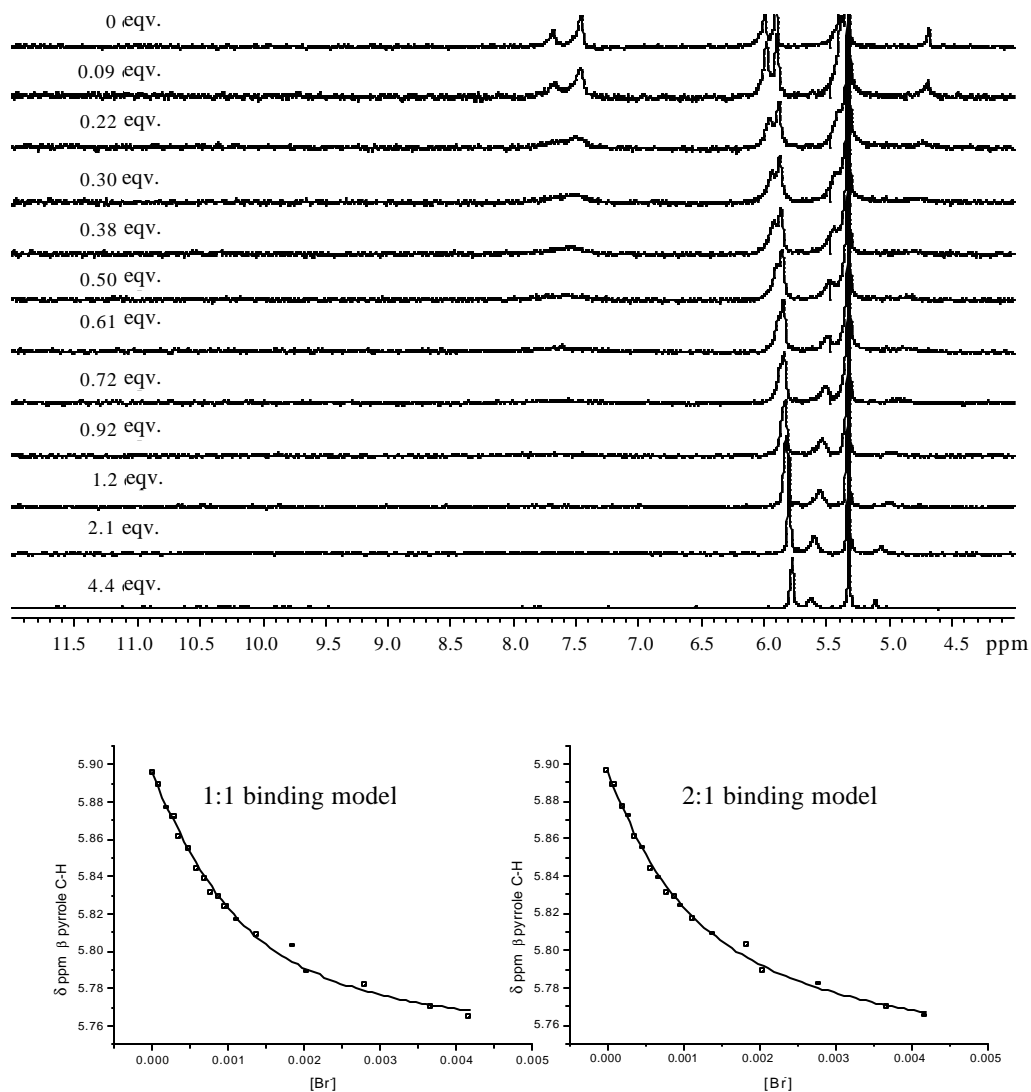 0 eqv.
0.09 eqv.
0.22 eqv.
0.30 eqv.
0.38 eqv.
0.50 eqv.
0.61 eqv.
0.72 eqv.
0.92 eqv.
1.2 eqv.
2.1 eqv.
4.4 eqv.
11.5 11.0 10.5 10.0 9.5 9.0 8.5 8.0 7.5 7.0 6.5 6.0 5.5 5.0 4.5 ppm
1:1 binding model
δ ppm β pyrrole C-H
5.90
5.88
5.86
5.84
5.82
5.80
5.78
5.76
0.000 0.001 0.002 0.003 0.004 0.005
[Br-]
2:1 binding model
δ ppm β pyrrole C-H
5.90
5.88
5.86
5.84
5.82
5.80
5.78
5.76
0.000 0.001 0.002 0.003 0.004 0.005
[Br-]